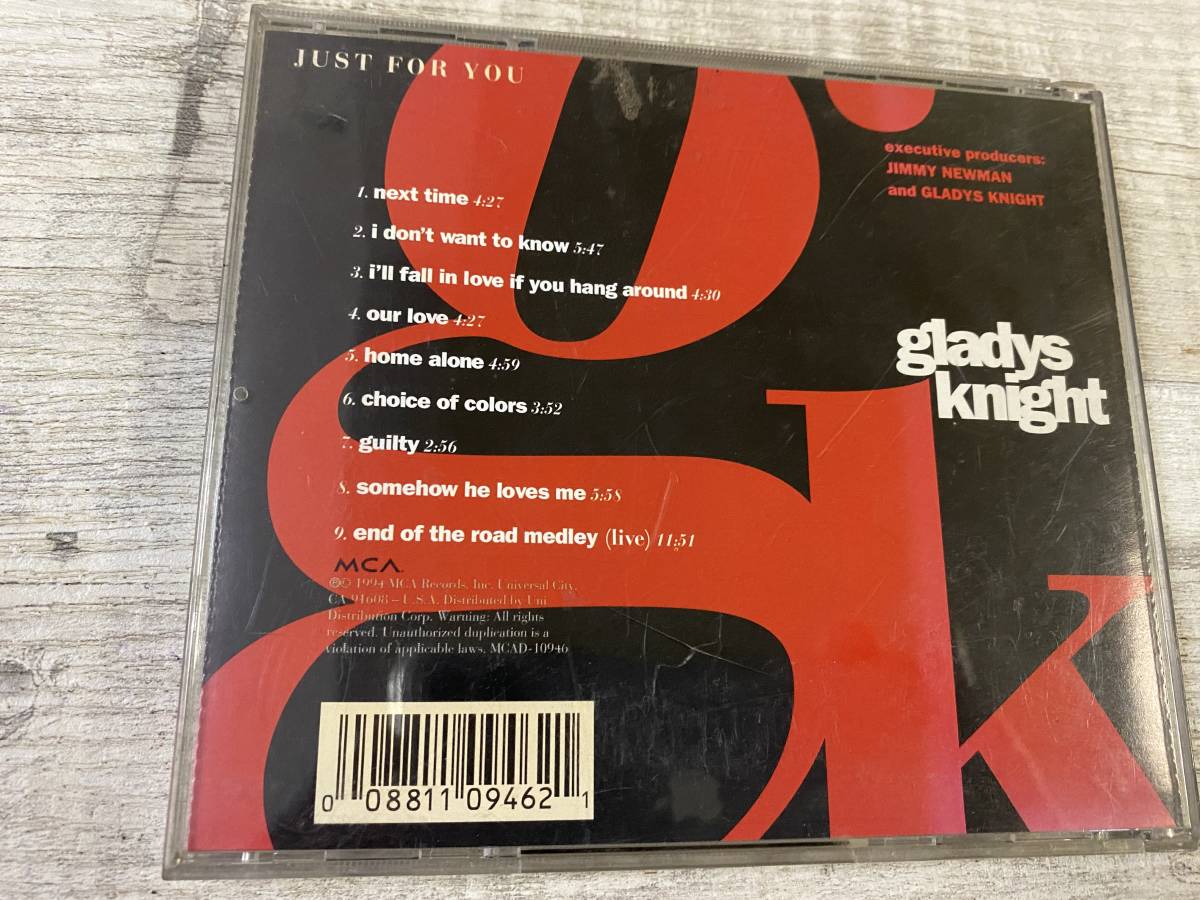 JUST FOR YOU
executive producers:
JIMMY NEWMAN
and GLADYS KNIGHT
1. next time 4:27
2. i don't want to know 5:47
3. i'll fall in love if you hang around 4:30
4. our love 4:27
5. home alone 4:59
6. choice of colors 3:52
7. guilty 2:56
8. somehow he loves me 5:58
9. end of the road medley (live) 11:51
gladys
knight
MCA
℗© 1994 MCA Records, Inc. Universal City,
CA 91608 – U.S.A. Distributed by Uni
Distribution Corp. Warning: All rights
reserved. Unauthorized duplication is a
violation of applicable laws. MCAD-10946
0 08811 09462 1
g
k